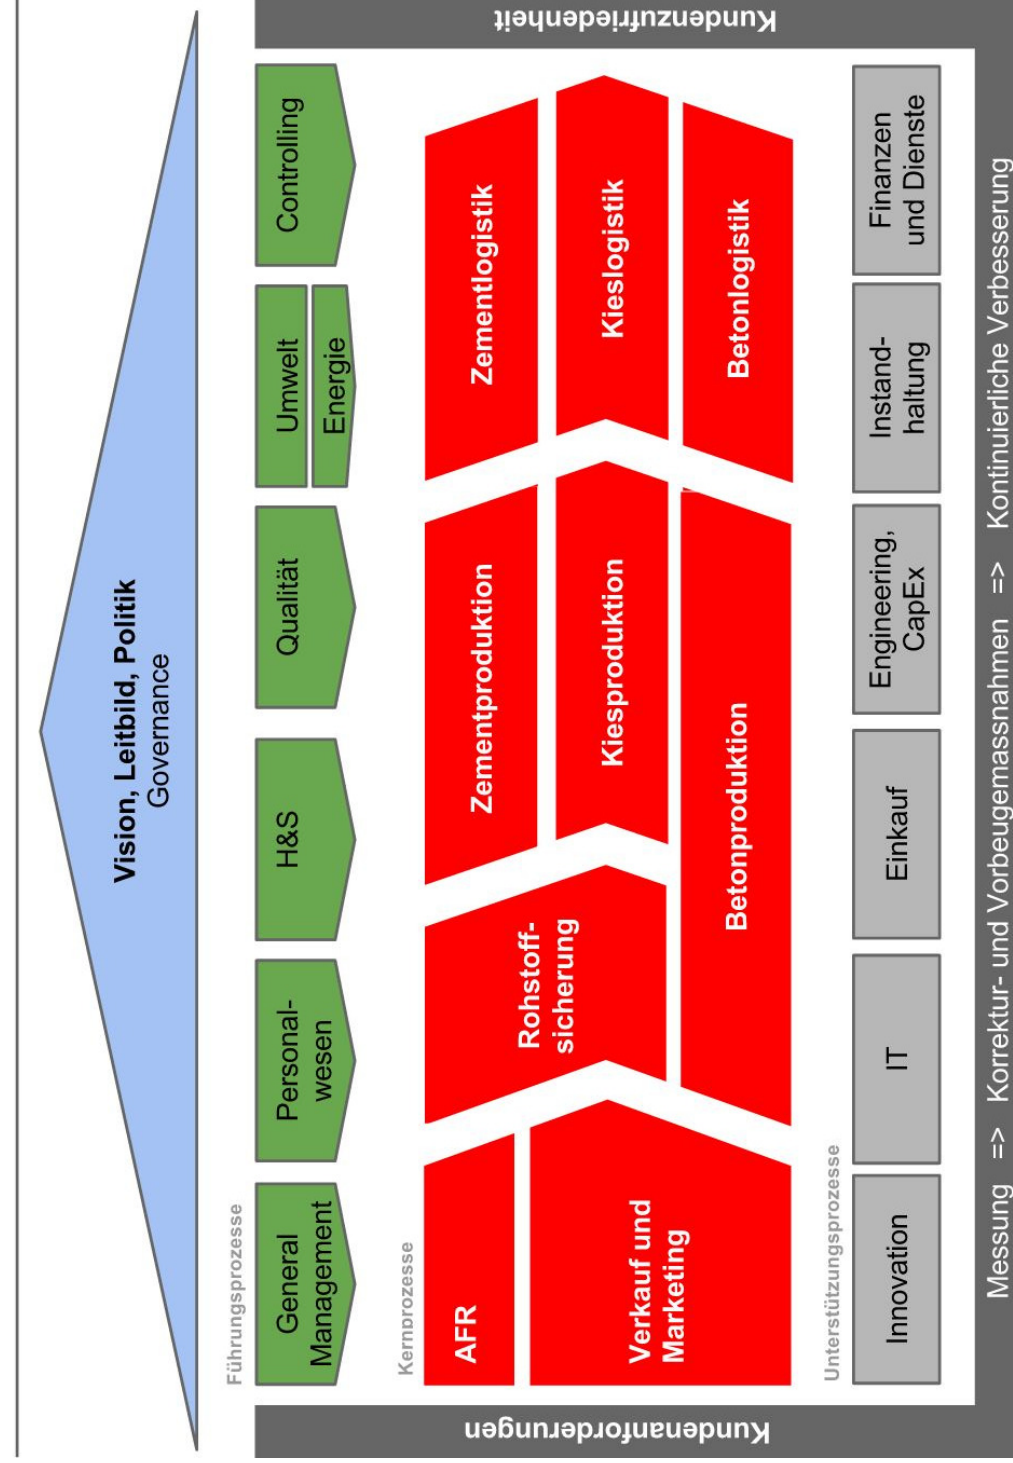 Vision, Leitbild, Politik
Governance
Führungsprozesse
General
Management
Personal-
wesen
H&S
Qualität
Umwelt
Energie
Controlling
Kundenanforderungen
Kernprozesse
AFR
Verkauf und
Marketing
Rohstoff-
sicherung
Zementproduktion
Kiesproduktion
Betonproduktion
Zementlogistik
Kieslogistik
Betonlogistik
Kundenzufriedenheit
Unterstützungsprozesse
Innovation
IT
Einkauf
Engineering,
CapEx
Instand-
haltung
Finanzen
und Dienste
Messung => Korrektur- und Vorbeugemassnahmen => Kontinuierliche Verbesserung